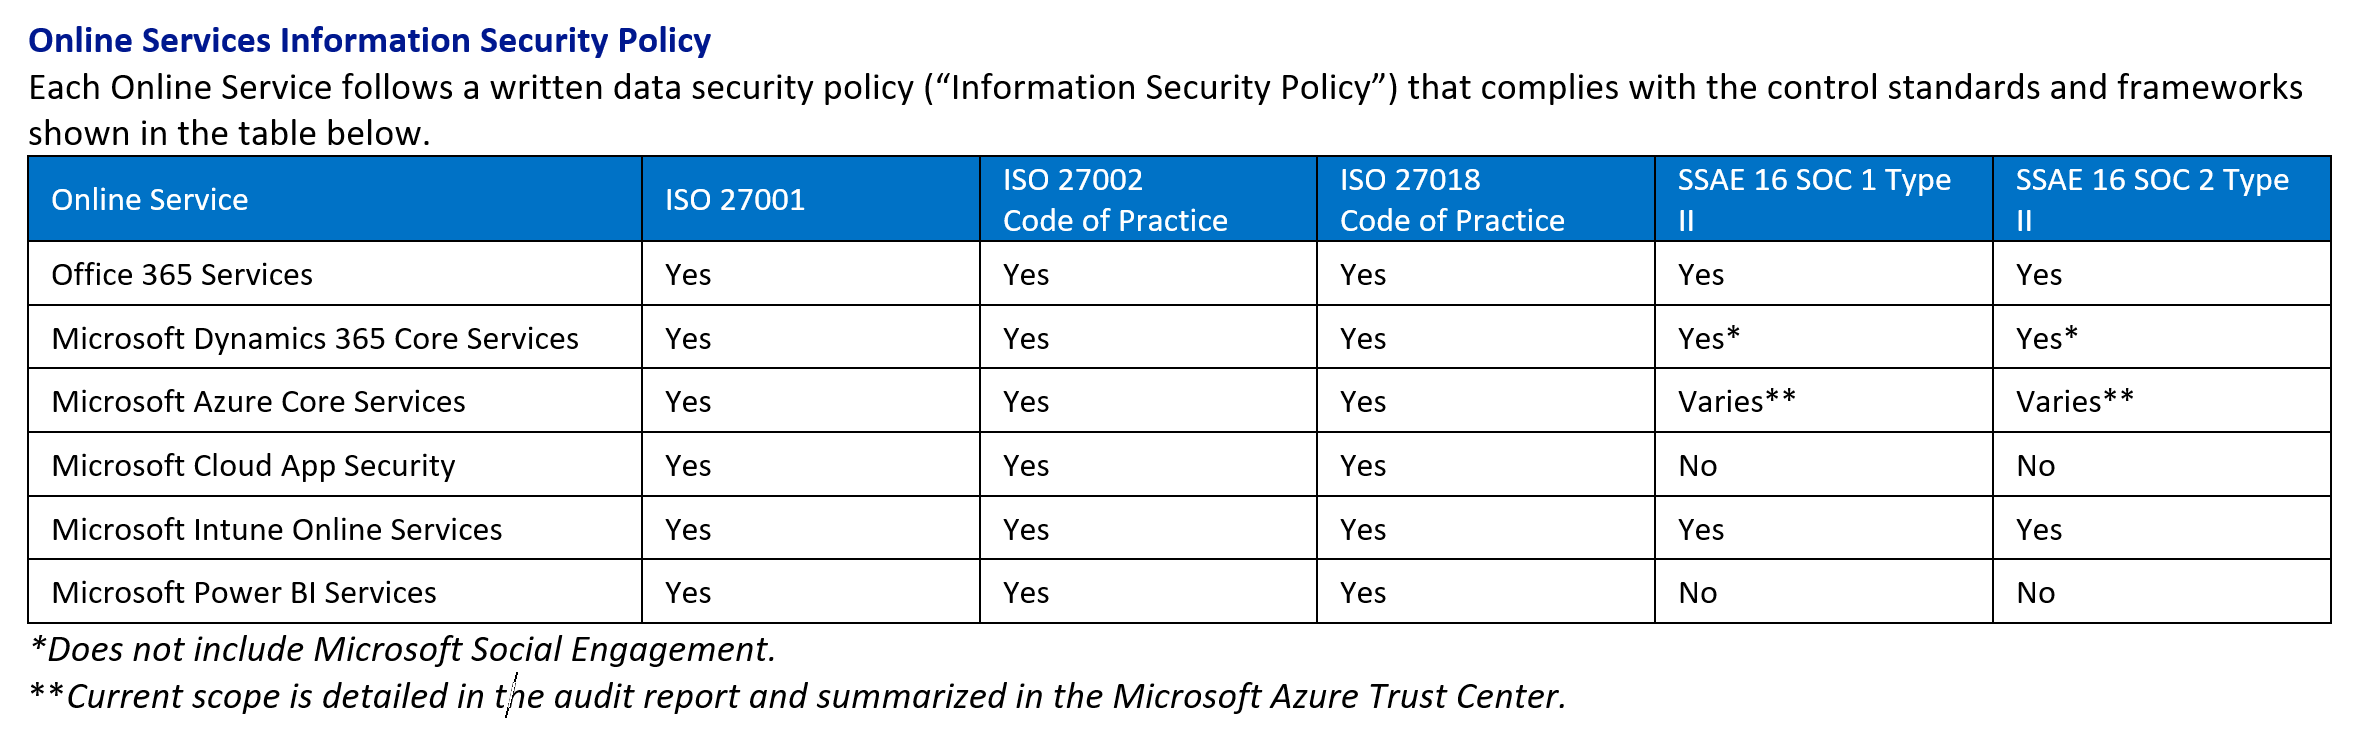 Online Services Information Security Policy
Each Online Service follows a written data security policy (“Information Security Policy”) that complies with the control standards and frameworks
shown in the table below.
Online Service ISO 27001 ISO 27002 Code of Practice ISO 27018 Code of Practice SSAE 16 SOC 1 Type II SSAE 16 SOC 2 Type II
Office 365 Services Yes Yes Yes Yes Yes
Microsoft Dynamics 365 Core Services Yes Yes Yes Yes* Yes*
Microsoft Azure Core Services Yes Yes Yes Varies** Varies**
Microsoft Cloud App Security Yes Yes Yes No No
Microsoft Intune Online Services Yes Yes Yes Yes Yes
Microsoft Power BI Services Yes Yes Yes No No
*Does not include Microsoft Social Engagement.
**Current scope is detailed in the audit report and summarized in the Microsoft Azure Trust Center.